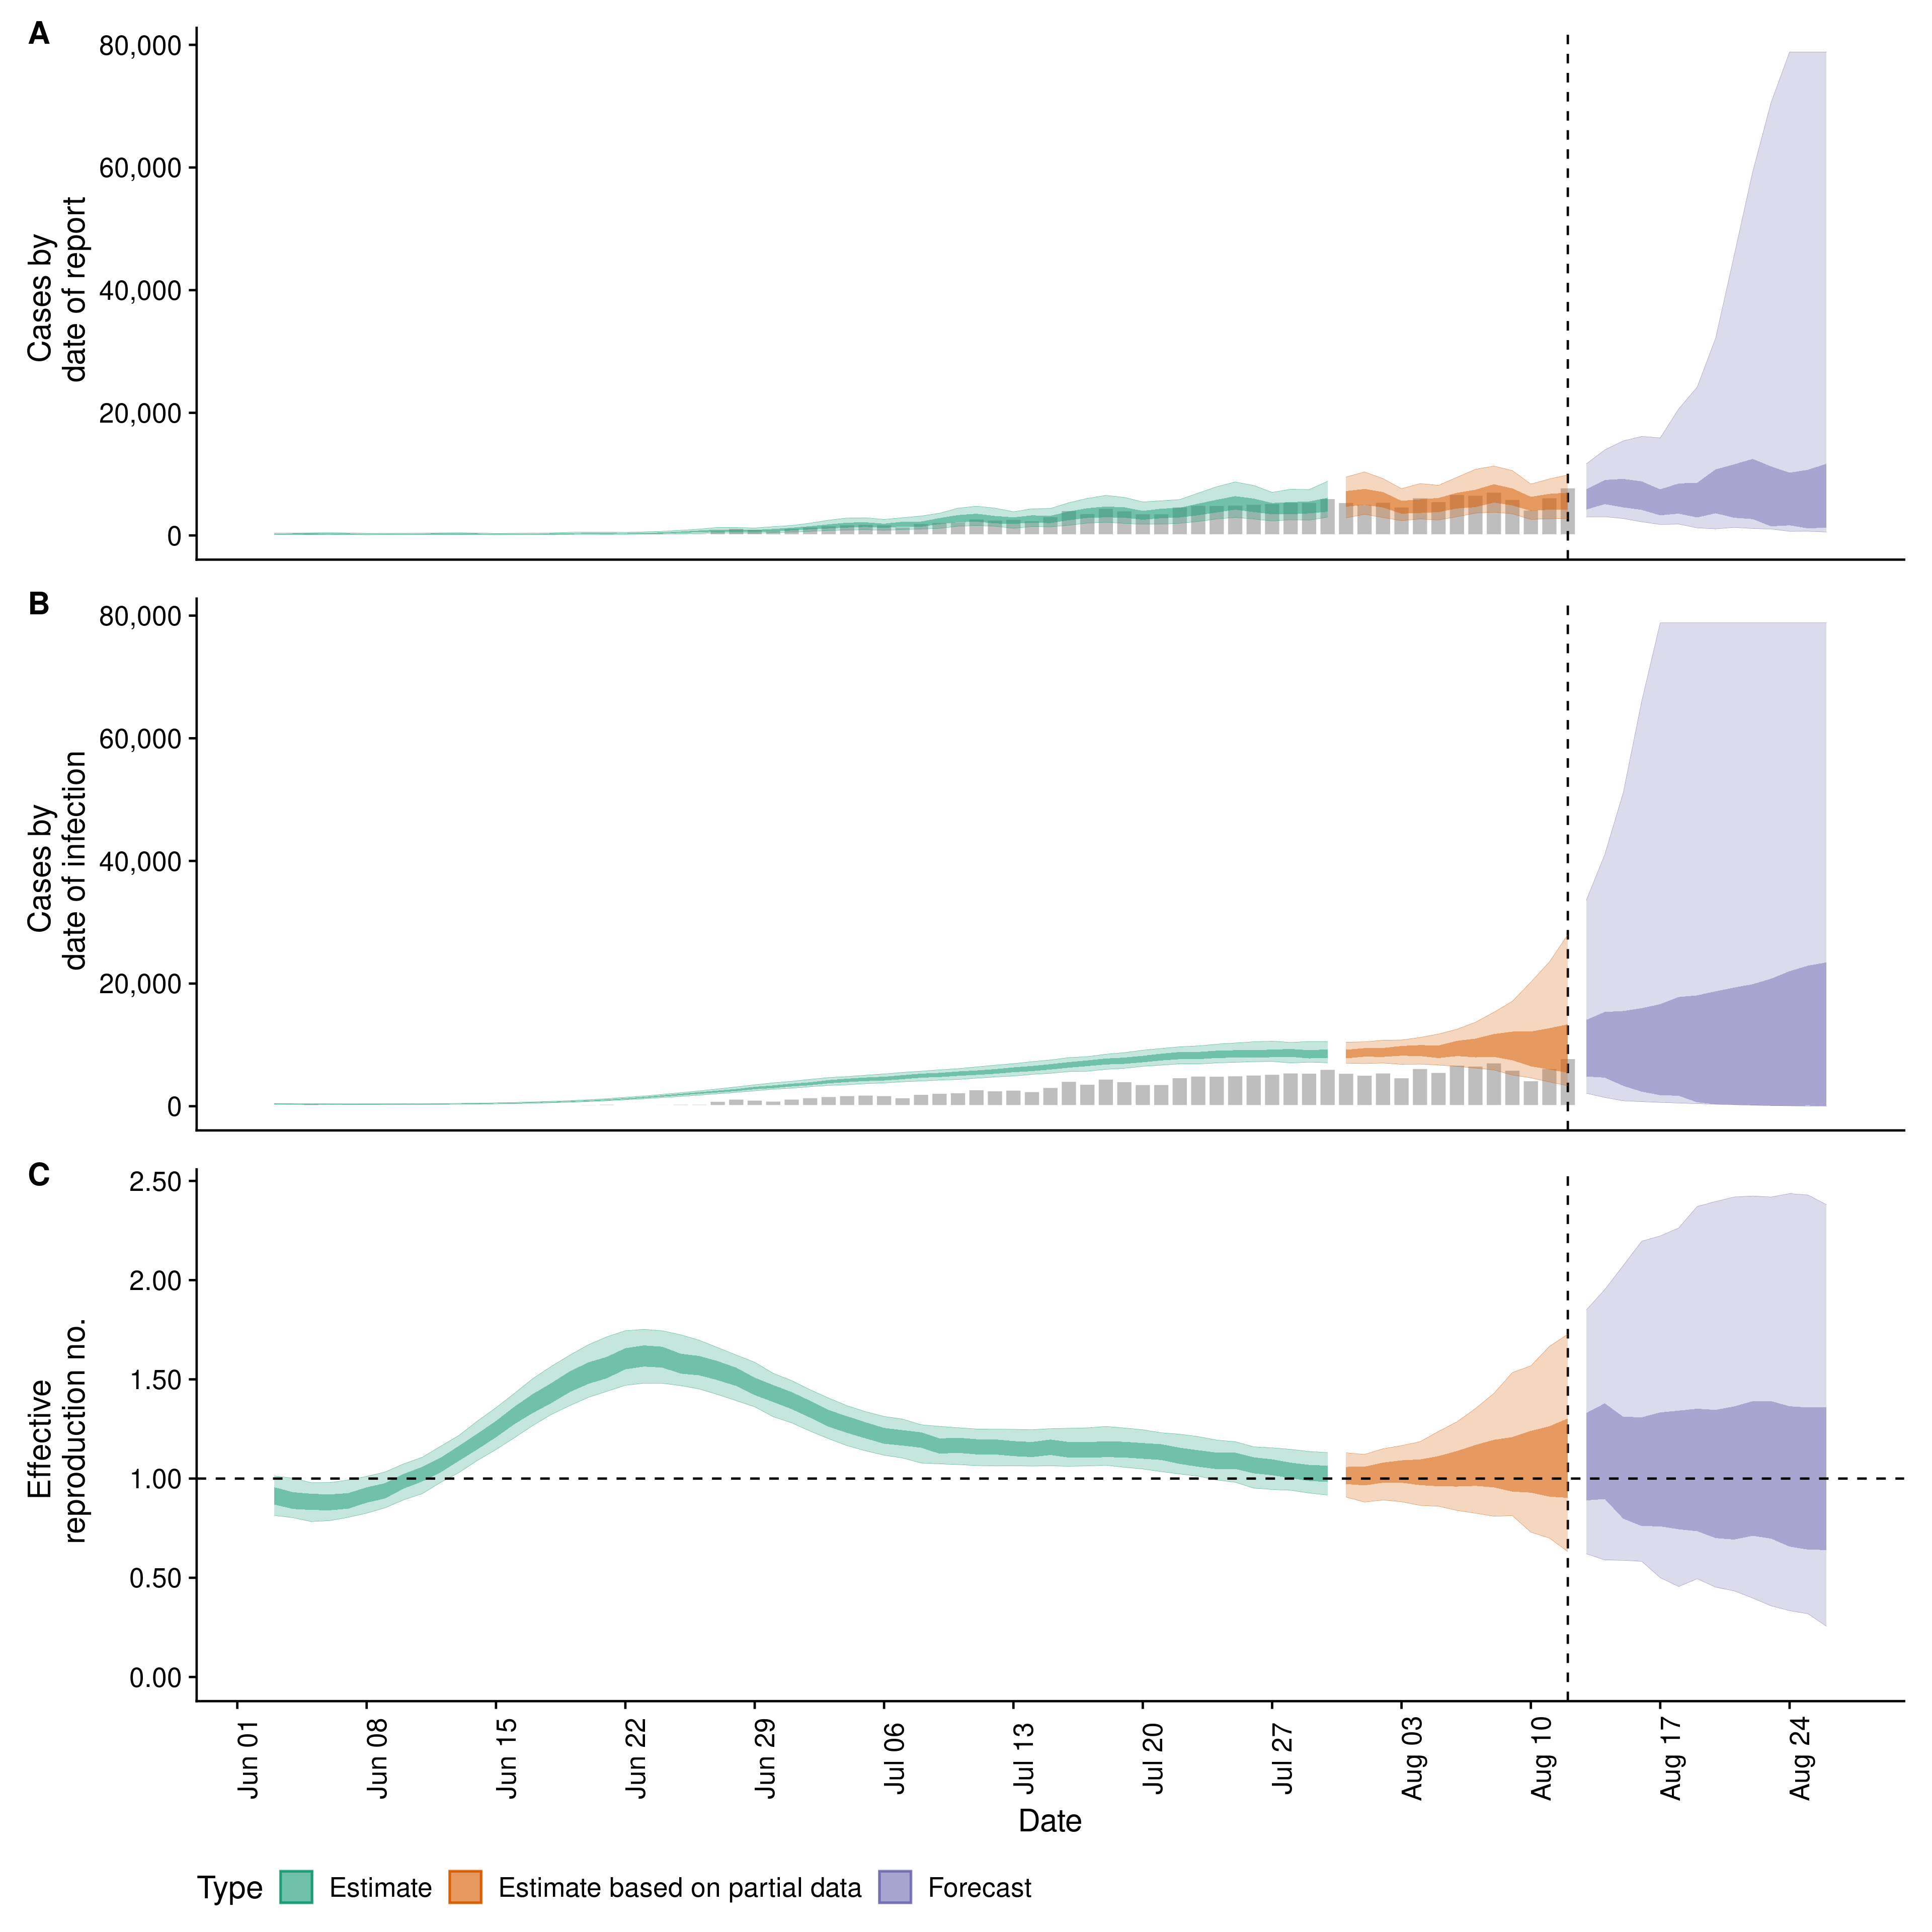 A
80,000
60,000
40,000
20,000
0
Cases by
date of report
B
80,000
60,000
40,000
20,000
0
Cases by
date of infection
C
2.50
2.00
1.50
1.00
0.50
0.00
Effective
reproduction no.
Jun 01
Jun 08
Jun 15
Jun 22
Jun 29
Jul 06
Jul 13
Jul 20
Jul 27
Aug 03
Aug 10
Aug 17
Aug 24
Date
Type Estimate Estimate based on partial data Forecast